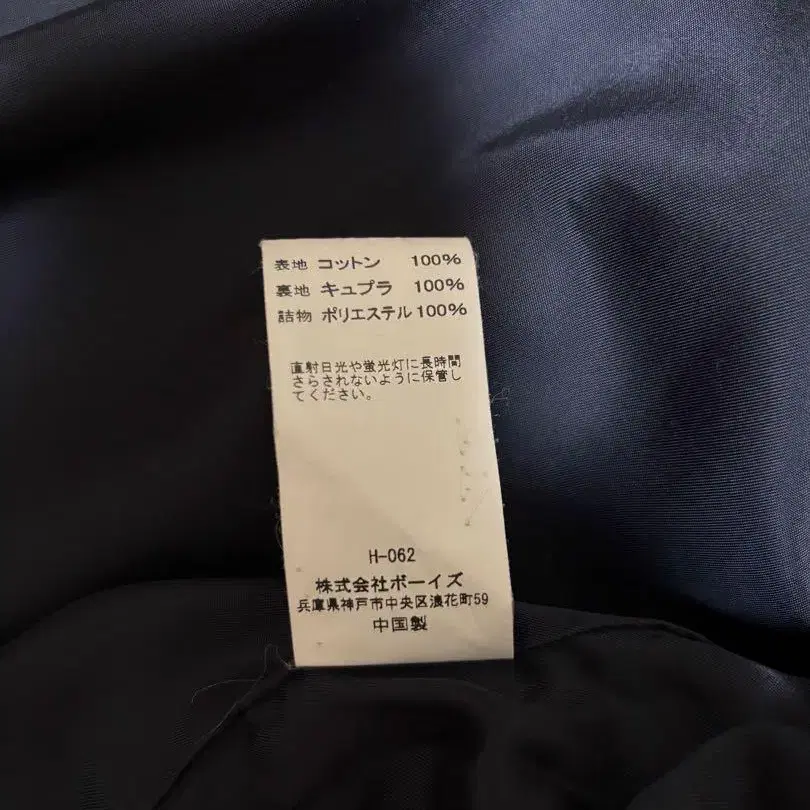 表地 コットン 100%
裏地 キュプラ 100%
詰物 ポリエステル 100%
直射日光や蛍光灯に長時間
さらされないように保管し
てください。
H-062
株式会社ボーイズ
兵庫県神戸市中央区浪花町59
中国製